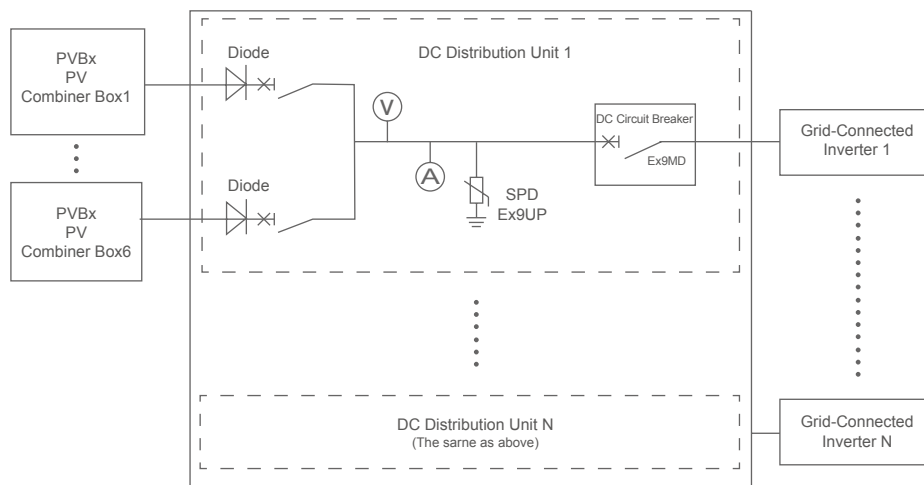 PVBx
PV
Combiner Box1
Diode
DC Distribution Unit 1
V
A
DC Circuit Breaker
Ex9MD
Grid-Connected
Inverter 1
PVBx
PV
Combiner Box6
Diode
SPD
Ex9UP
DC Distribution Unit N
(The sarne as above)
Grid-Connected
Inverter N